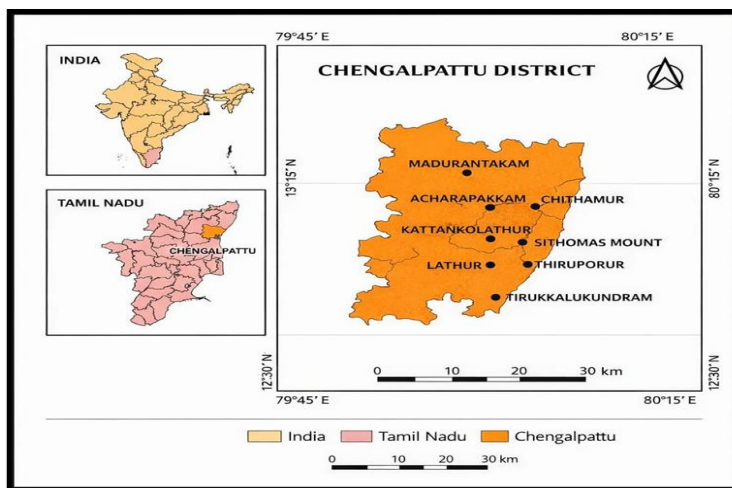 INDIA
TAMIL NADU
CHENGALPATTU
79°45′ E
80°15′ E
CHENGALPATTU DISTRICT
13°15′ N
80°15′ N
MADURANTAKAM
ACHARAPAKKAM
CHITHAMUR
KATTANKOLATHUR
SITHOMAS MOUNT
LATHUR
THIRUPORUR
TIRUKKALUKUNDRAM
0 10 20 30 km
12°30′ N
12°30′ N
79°45′ E
80°15′ E
India Tamil Nadu Chengalpattu
0 10 20 30 km